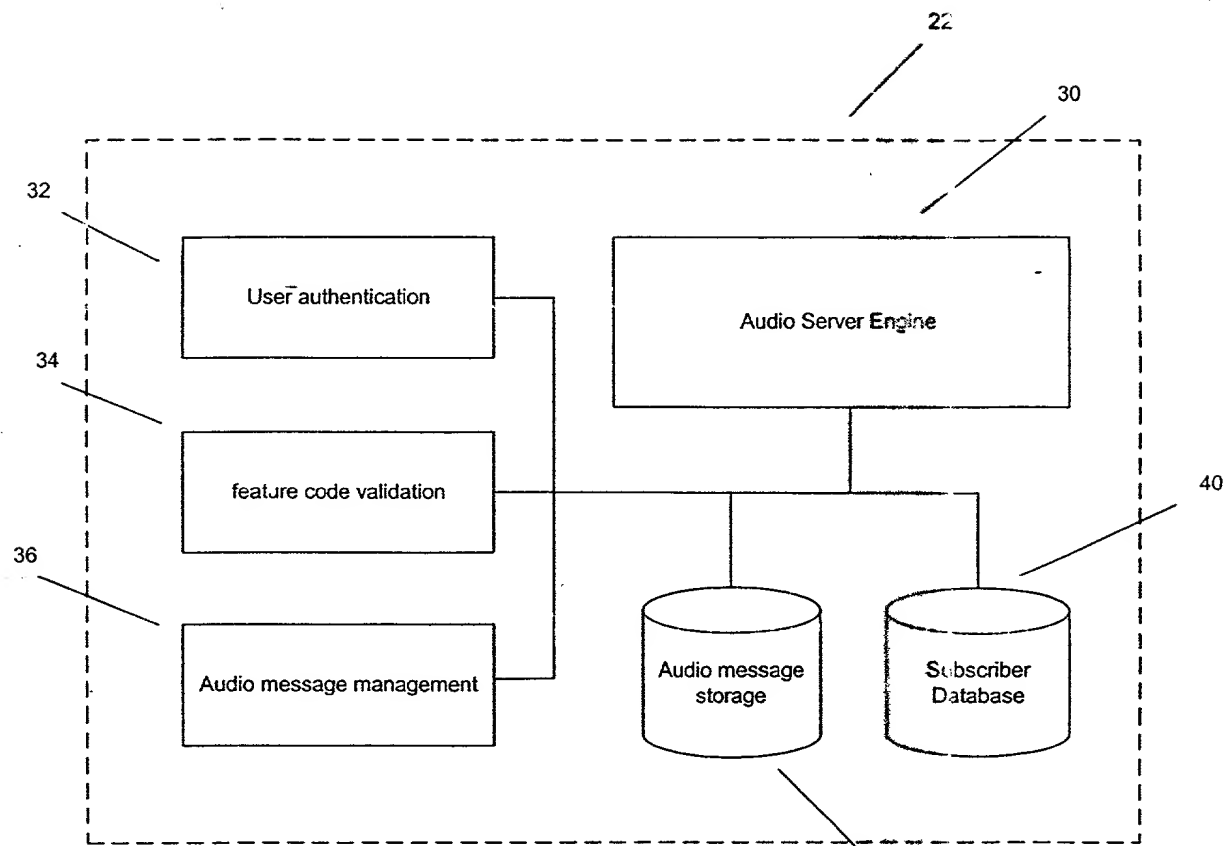 22
30
32
User authentication
Audio Server Engine
34
feature code validation
40
36
Audio message management
Audio message
storage
Subscriber
Database